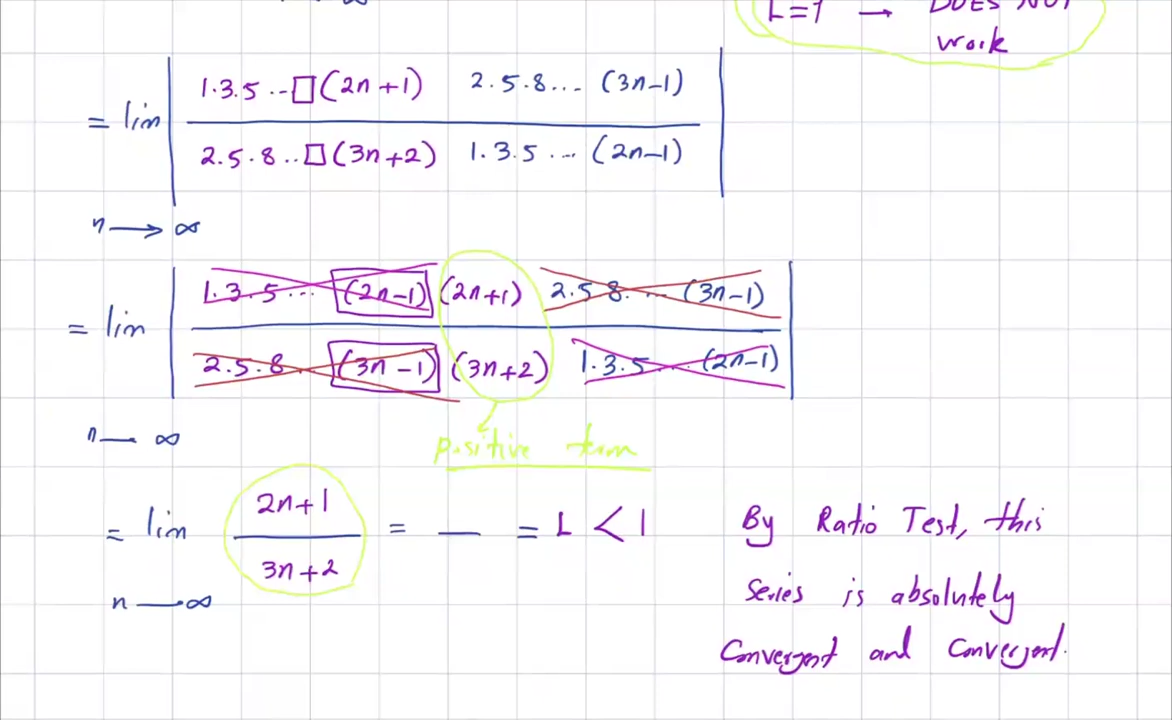 L=1 → DOES NOT
work
= lim | 1.3.5 ..□(2n+1) 2.5.8... (3n-1) |
2.5.8..□(3n+2) 1.3.5 ... (2n-1)
n → ∞
= lim | 1.3.5... (2n-1) (2n+1) 2.5.8. ... (3n-1) |
2.5.8.. (3n-1) (3n+2) 1.3.5... (2n-1)
n — ∞
positive term
= lim 2n+1 = — = L < 1
3n+2
n — ∞
By Ratio Test, this
Series is absolutely
Convergent and Convergent.